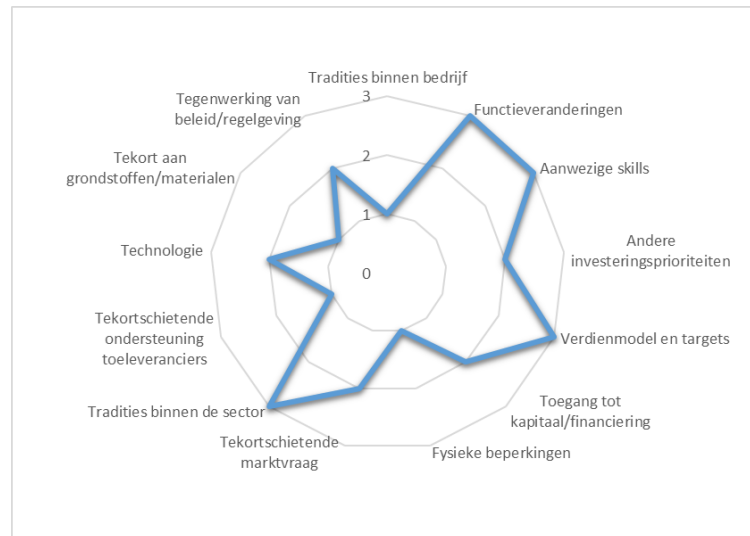 Tradities binnen bedrijf
Functieveranderingen
Aanwezige skills
Andere
investeringsprioriteiten
Verdienmodel en targets
Toegang tot
kapitaal/financiering
Fysieke beperkingen
Tekortschietende
marktvraag
Tradities binnen de sector
Tekortschietende
ondersteuning
toeleveranciers
Technologie
Tekort aan
grondstoffen/materialen
Tegenwerking van
beleid/regelgeving
3
2
1
0